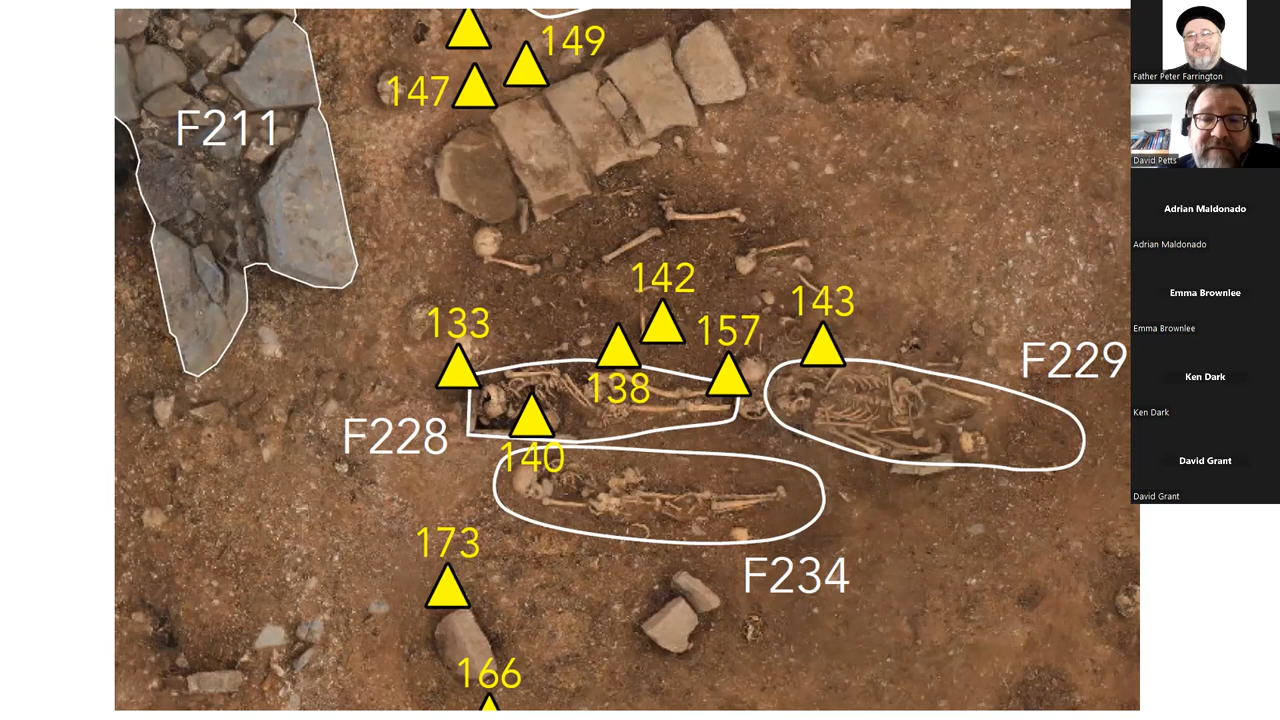 149
147
F211
142
143
133
157
F229
138
F228
140
173
F234
166
Father Peter Farrington
David Petts
Adrian Maldonado
Adrian Maldonado
Emma Brownlee
Emma Brownlee
Ken Dark
Ken Dark
David Grant
David Grant